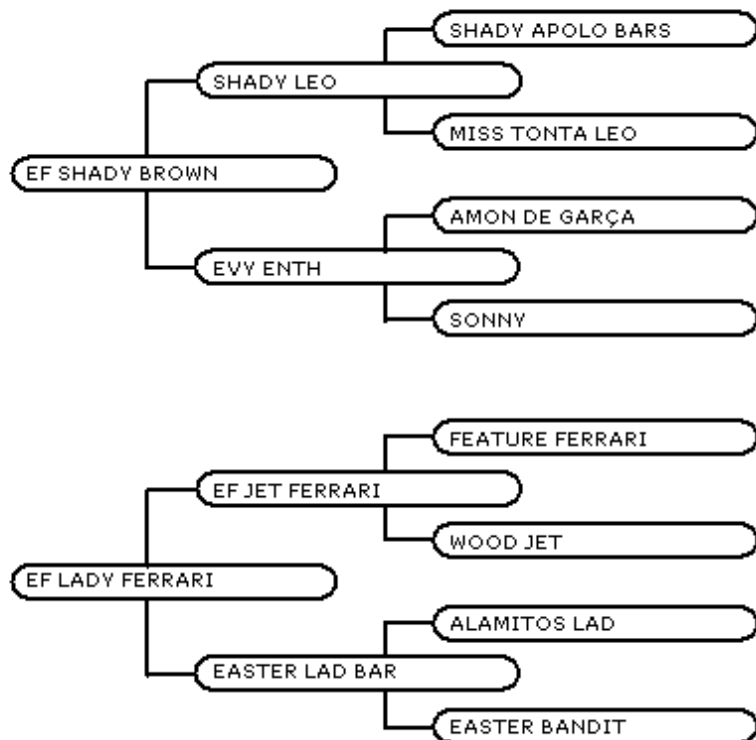 SHADY APOLO BARS
SHADY LEO
MISS TONTA LEO
EF SHADY BROWN
AMON DE GARÇA
EVY ENTH
SONNY
FEATURE FERRARI
EF JET FERRARI
WOOD JET
EF LADY FERRARI
ALAMITOS LAD
EASTER LAD BAR
EASTER BANDIT